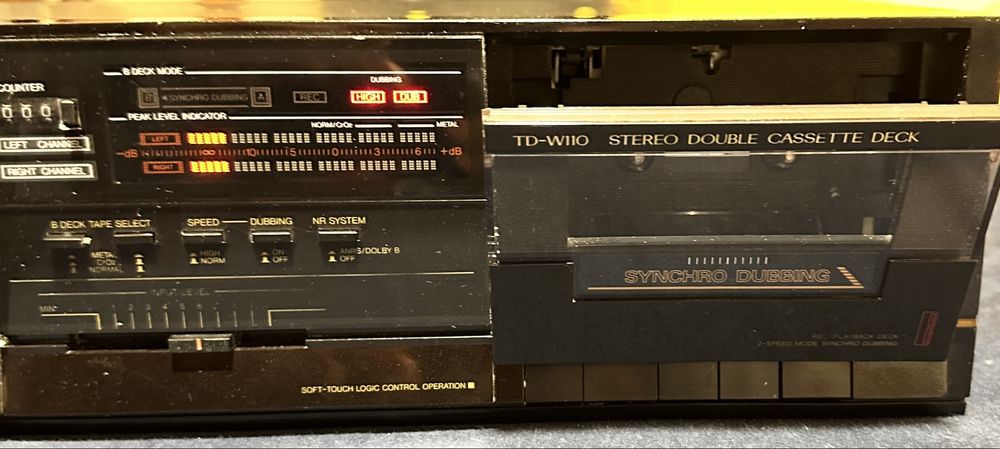 B DECK MODE
COUNTER
000
DUBBING
B ◄ SYNCHRO DUBBING A
REC
HIGH DUB
PEAK LEVEL INDICATOR
NORM/CrO2 METAL
LEFT CHANNEL
LEFT
-dB ∞ 10 5 0 3 6 +dB
RIGHT CHANNEL
RIGHT
TD-W110 STEREO DOUBLE CASSETTE DECK
B DECK TAPE SELECT
SPEED DUBBING
NR SYSTEM
METAL
CrO2
NORMAL
HIGH
NORM
ON
OFF
ANRS/DOLBY B
OFF
SYNCHRO DUBBING
INPUT LEVEL
MIN 1 2 3 4 5 6 7
REC/PLAYBACK DECK
2-SPEED MODE SYNCHRO DUBBING
SOFT-TOUCH LOGIC CONTROL OPERATION